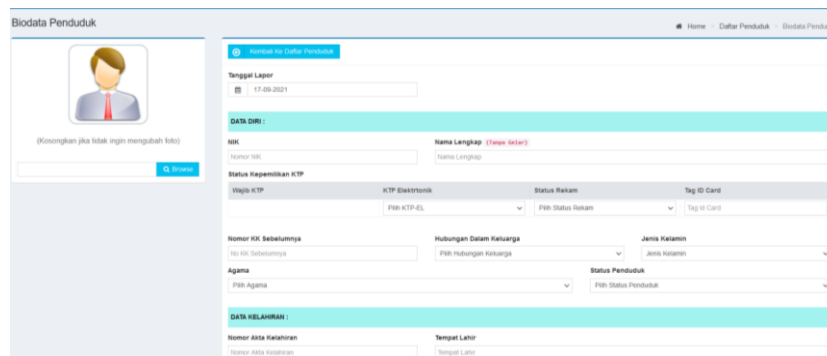 Biodata Penduduk
Home Daftar Penduduk Biodata Pendu
(Kosongkan jika tidak ingin mengubah foto)
Browse
Kembali Ke Daftar Penduduk
Tanggal Lapor
17-09-2021
DATA DIRI :
NIK Nama Lengkap (Tanpa Gelar)
Nomor NIK Nama Lengkap
Status Kepemilikan KTP
Wajib KTP KTP Elektrtonik Status Rekam Tag ID Card
Pilih KTP-EL Pilih Status Rekam Tag Id Card
Nomor KK Sebelumnya Hubungan Dalam Keluarga Jenis Kelamin
No KK Sebelumnya Pilih Hubungan Keluarga Jenis Kelamin
Agama Status Penduduk
Pilih Agama Pilih Status Penduduk
DATA KELAHIRAN :
Nomor Akta Kelahiran Tempat Lahir
Nomor Akta Kelahiran Tempat Lahir